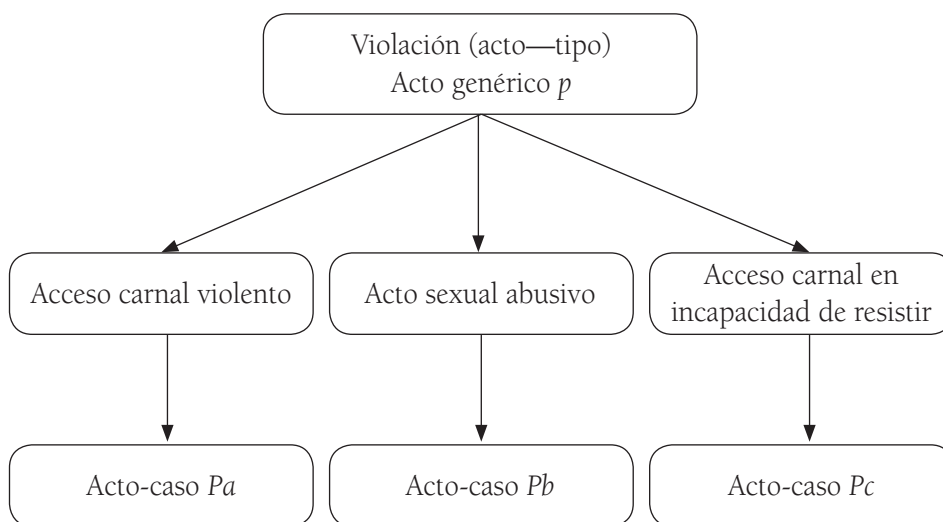 Violación (acto—tipo)
Acto genérico p
Acceso carnal violento
Acto sexual abusivo
Acceso carnal en
incapacidad de resistir
Acto-caso Pa
Acto-caso Pb
Acto-caso Pc